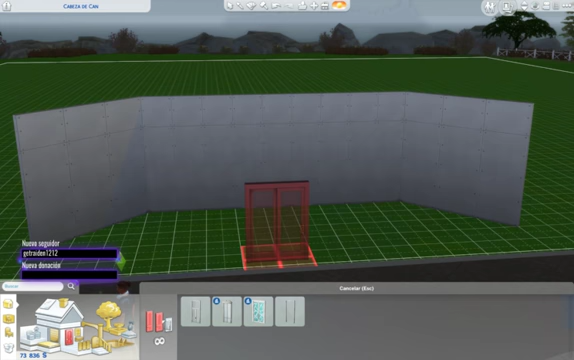 CABEZA DE CAN
Nuevo seguidor
getraiden1212
Nueva donación
Buscar
Cancelar (Esc)
73 836 §